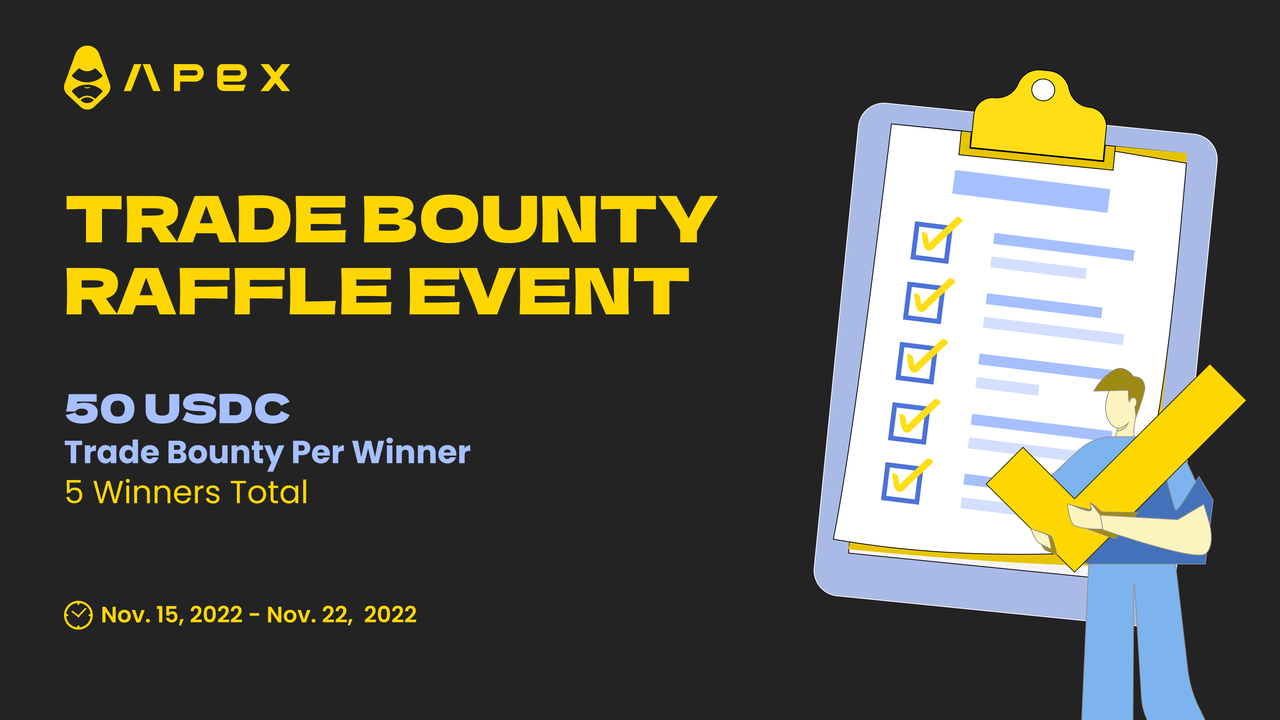 APEX
TRADE BOUNTY
RAFFLE EVENT
50 USDC
Trade Bounty Per Winner
5 Winners Total
Nov. 15, 2022 - Nov. 22, 2022